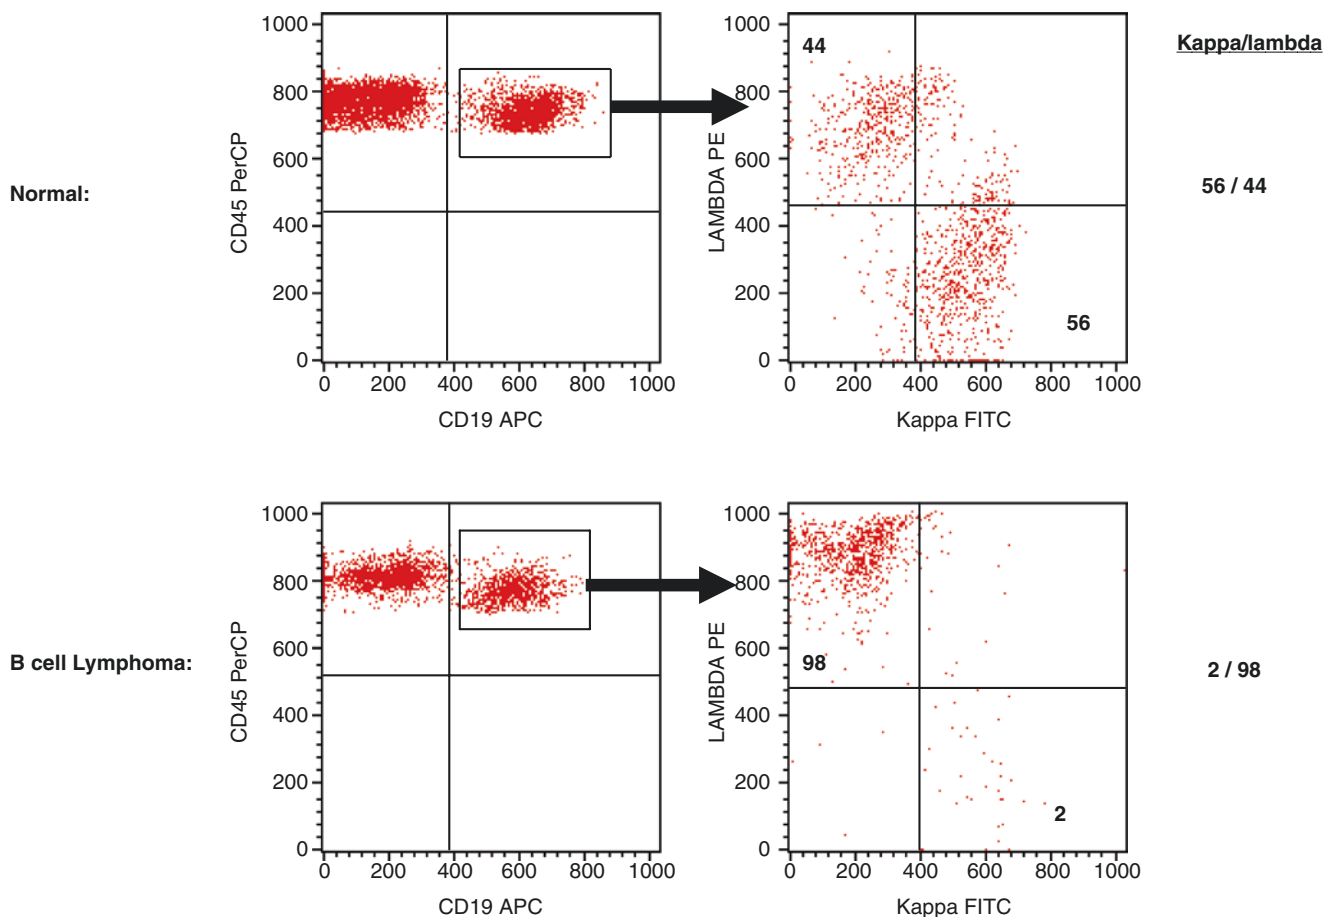 Normal:
CD45 PerCP
1000
800
600
400
200
0
0 200 400 600 800 1000
CD19 APC
LAMBDA PE
1000
800
600
400
200
0
44
56
0 200 400 600 800 1000
Kappa FITC
Kappa/lambda
56 / 44
B cell Lymphoma:
CD45 PerCP
1000
800
600
400
200
0
0 200 400 600 800 1000
CD19 APC
LAMBDA PE
1000
800
600
400
200
0
98
2
0 200 400 600 800 1000
Kappa FITC
2 / 98